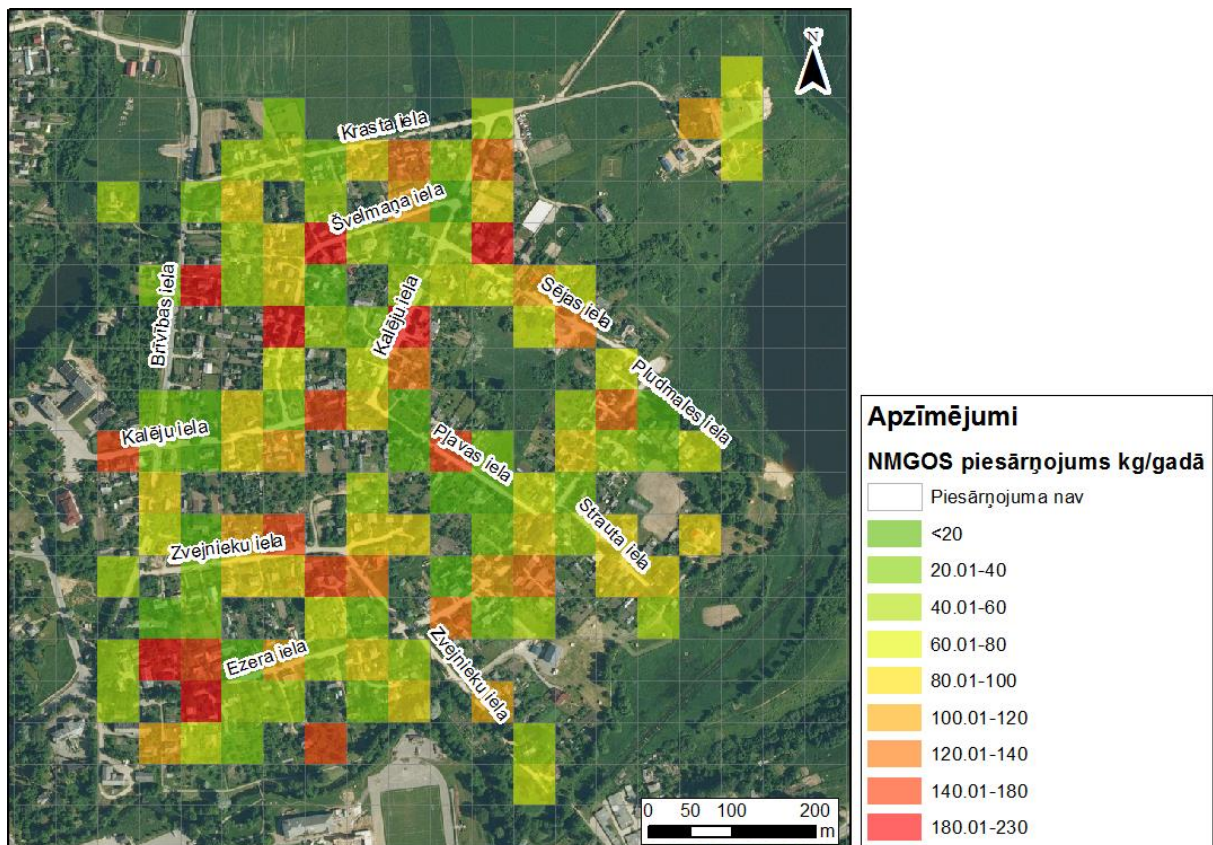 N
Krasta iela
Švelmaņa iela
Brīvības iela
Kalēju iela
Sējas iela
Pludmales iela
Kalēju iela
Pļavas iela
Strauta iela
Zvejnieku iela
Ezera iela
Zvejnieku iela
0 50 100 200
m
Apzīmējumi
NMGOS piesārņojums kg/gadā
Piesārņojuma nav
<20
20.01-40
40.01-60
60.01-80
80.01-100
100.01-120
120.01-140
140.01-180
180.01-230